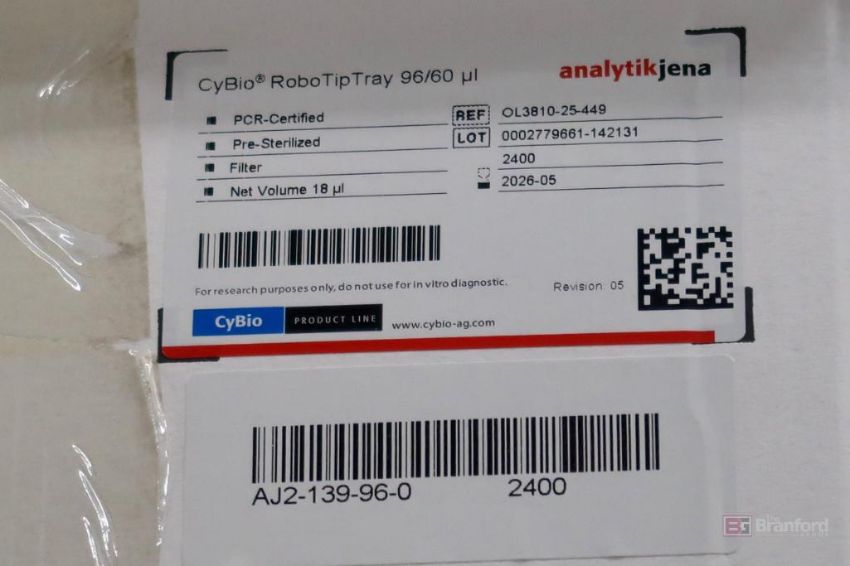 CyBio® RoboTipTray 96/60 µl
analytikjena
PCR-Certified
Pre-Sterilized
Filter
Net Volume 18 µl
REF OL3810-25-449
LOT 0002779661-142131
2400
2026-05
For research purposes only, do not use for in vitro diagnostic.
Revision: 05
CyBio PRODUCT LINE www.cybio-ag.com
AJ2-139-96-0 2400
BG The Branford